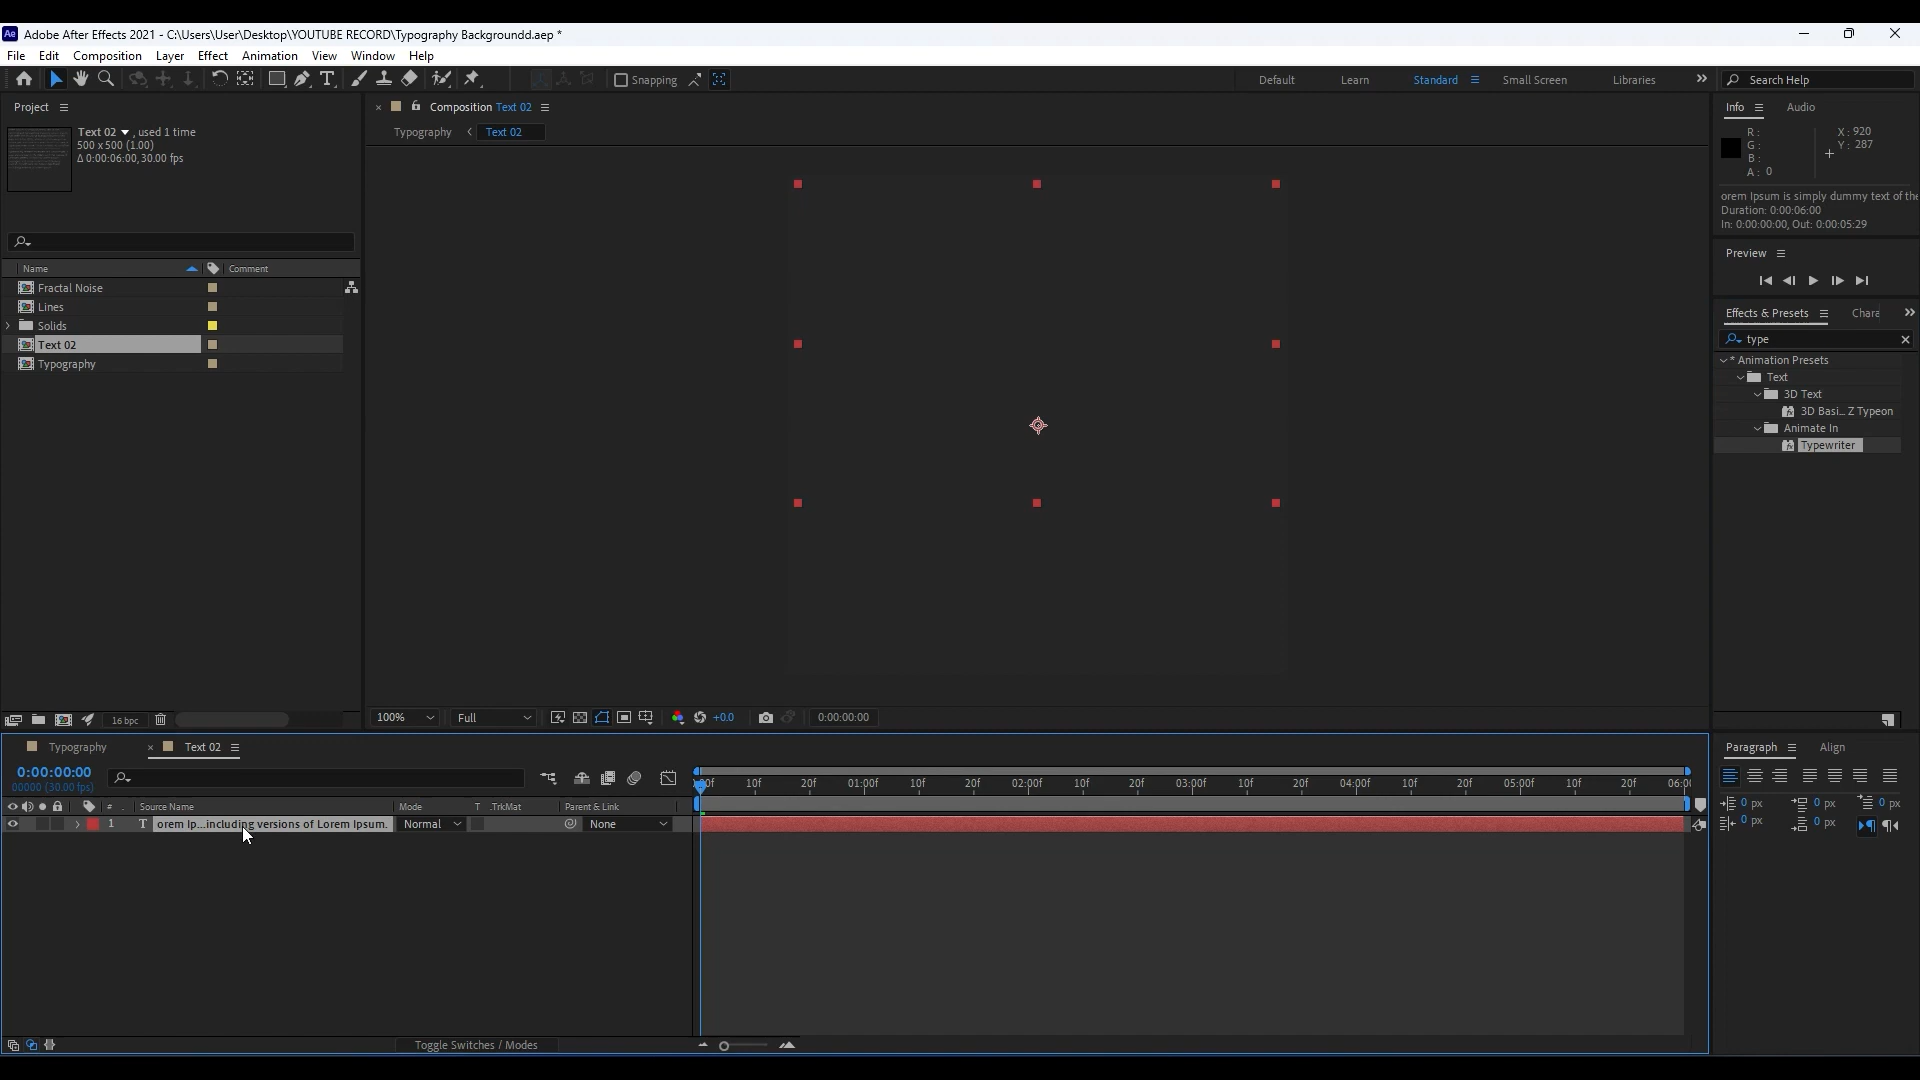 Ae Adobe After Effects 2021 - C:\Users\User\Desktop\YOUTUBE RECORD\Typography Backgroundd.aep *
File Edit Composition Layer Effect Animation View Window Help
Snapping Default Learn Standard Small Screen Libraries » Search Help
Project
Text 02 , used 1 time
500 x 500 (1.00)
Δ 0:00:06:00, 30.00 fps
Name Comment
Fractal Noise
Lines
Solids
Text 02
Typography
16 bpc
× Composition Text 02
Typography < Text 02
100% Full +0.0 0:00:00:00
Info Audio
R: X: 920
G: Y: 287
B:
A: 0
orem Ipsum is simply dummy text of the
Duration: 0:00:06:00
In: 0:00:00:00, Out: 0:00:05:29
Preview
Effects & Presets Chara »
type ×
* Animation Presets
Text
3D Text
3D Basi... Z Typeon
Animate In
Typewriter
Typography × Text 02
0:00:00:00
00000 (30.00 fps)
10f 20f 01:00f 10f 20f 02:00f 10f 20f 03:00f 10f 20f 04:00f 10f 20f 05:00f 10f 20f
# Source Name Mode T .TrkMat Parent & Link
1 T orem Ip...including versions of Lorem Ipsum. Normal None
Toggle Switches / Modes
Paragraph Align
0 px 0 px 0 px
0 px 0 px